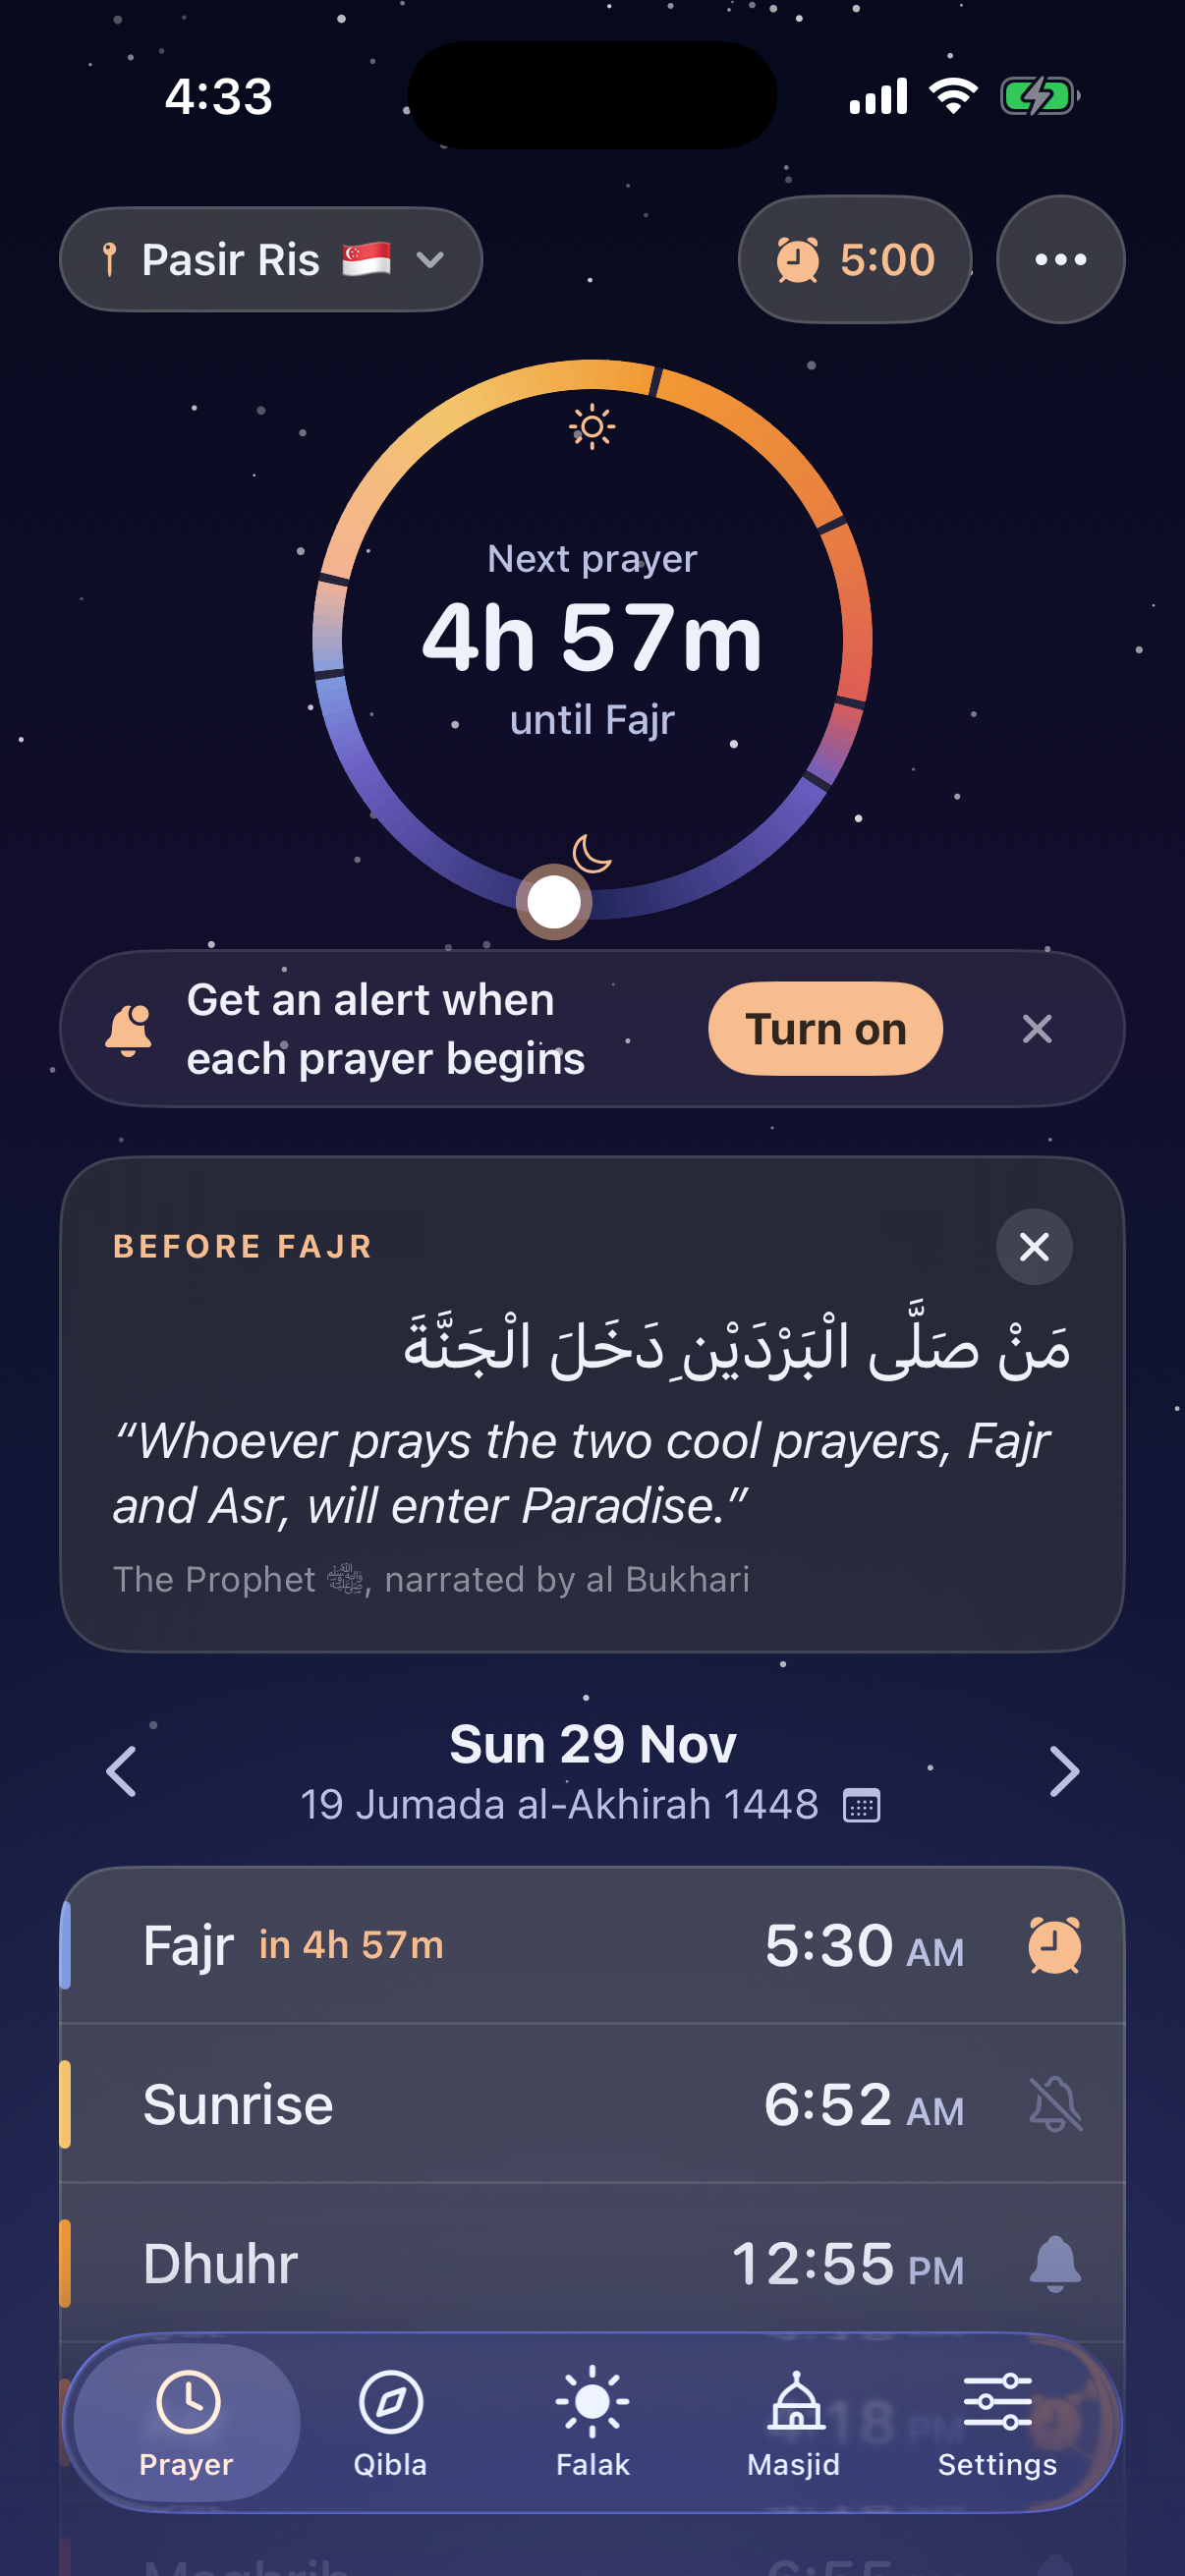 4:33
Pasir Ris 🇸🇬
5:00
Next prayer
4h 57m
until Fajr
Get an alert when
each prayer begins
Turn on
BEFORE FAJR
مَنْ صَلَّى الْبَرْدَيْنِ دَخَلَ الْجَنَّةَ
“Whoever prays the two cool prayers, Fajr
and Asr, will enter Paradise.”
The Prophet ﷺ, narrated by al Bukhari
Sun 29 Nov
19 Jumada al-Akhirah 1448
Fajr in 4h 57m 5:30 AM
Sunrise 6:52 AM
Dhuhr 12:55 PM
Prayer Qibla Falak Masjid Settings